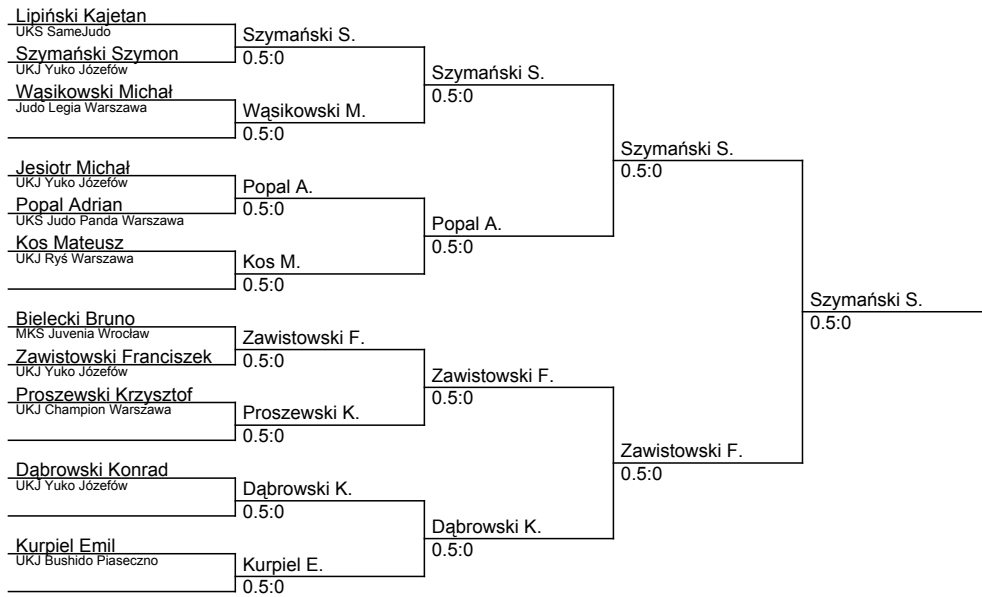 Lipiński Kajetan
UKS SameJudo
Szymański Szymon
UKJ Yuko Józefów
Wąsikowski Michał
Judo Legia Warszawa
Jesiotr Michał
UKJ Yuko Józefów
Popal Adrian
UKS Judo Panda Warszawa
Kos Mateusz
UKJ Ryś Warszawa
Bielecki Bruno
MKS Juvenia Wrocław
Zawistowski Franciszek
UKJ Yuko Józefów
Proszewski Krzysztof
UKJ Champion Warszawa
Dąbrowski Konrad
UKJ Yuko Józefów
Kurpiel Emil
UKJ Bushido Piaseczno
Szymański S.
0.5:0
Wąsikowski M.
0.5:0
Popal A.
0.5:0
Kos M.
0.5:0
Zawistowski F.
0.5:0
Proszewski K.
0.5:0
Dąbrowski K.
0.5:0
Kurpiel E.
0.5:0
Szymański S.
0.5:0
Popal A.
0.5:0
Zawistowski F.
0.5:0
Dąbrowski K.
0.5:0
Szymański S.
0.5:0
Zawistowski F.
0.5:0
Szymański S.
0.5:0